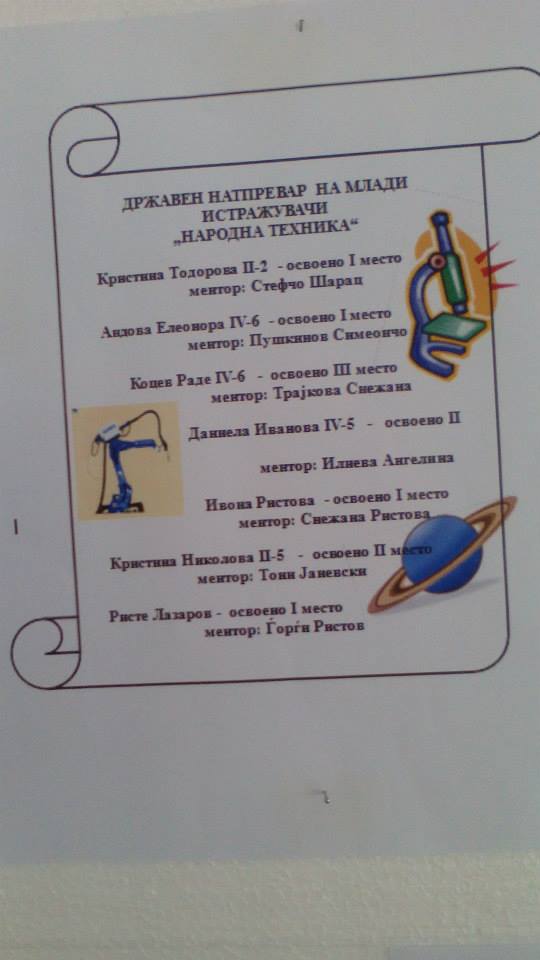 ДРЖАВЕН НАТПРЕВАР НА МЛАДИ
ИСТРАЖУВАЧИ
„НАРОДНА ТЕХНИКА“
Кристина Тодорова II-2 - освоено I место
ментор: Стефчо Шарац
Андова Елеонора IV-6 - освоено I место
ментор: Пушкинов Симеончо
Коцев Раде IV-6 - освоено III место
ментор: Трајкова Снежана
Даниела Иванова IV-5 - освоено II
ментор: Илиева Ангелина
Ивона Ристова - освоено I место
ментор: Снежана Ристова
Кристина Николова II-5 - освоено II место
ментор: Тони Јаневски
Ристе Лазаров - освоено I место
ментор: Ѓорѓи Ристов